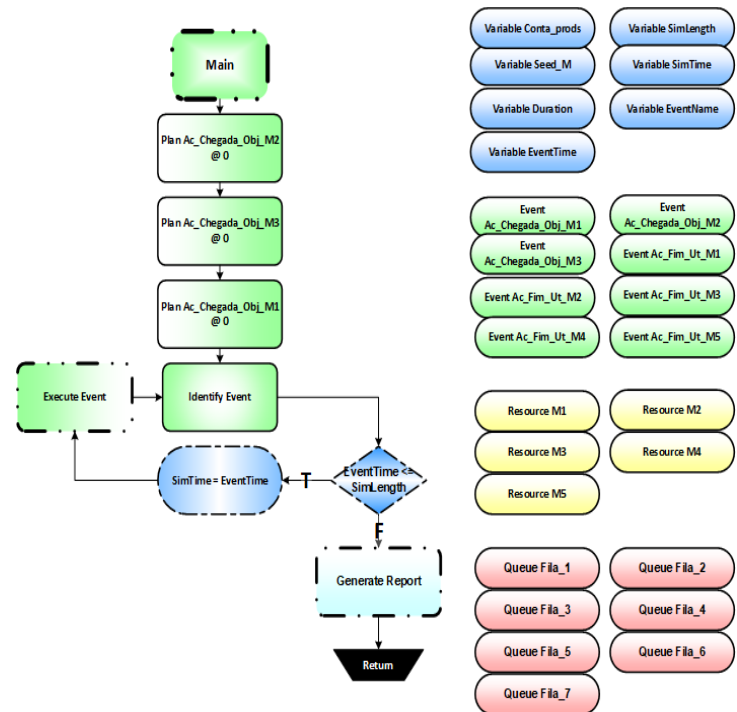 Main
Plan Ac_Chegada_Obj_M2
@ 0
Plan Ac_Chegada_Obj_M3
@ 0
Plan Ac_Chegada_Obj_M1
@ 0
Execute Event
Identify Event
SimTime = EventTime
T
EventTime <=
SimLength
F
Generate Report
Return
Variable Conta_prods
Variable SimLength
Variable Seed_M
Variable SimTime
Variable Duration
Variable EventName
Variable EventTime
Event
Ac_Chegada_Obj_M1
Event
Ac_Chegada_Obj_M2
Event
Ac_Chegada_Obj_M3
Event Ac_Fim_Ut_M1
Event Ac_Fim_Ut_M2
Event Ac_Fim_Ut_M3
Event Ac_Fim_Ut_M4
Event Ac_Fim_Ut_M5
Resource M1
Resource M2
Resource M3
Resource M4
Resource M5
Queue Fila_1
Queue Fila_2
Queue Fila_3
Queue Fila_4
Queue Fila_5
Queue Fila_6
Queue Fila_7